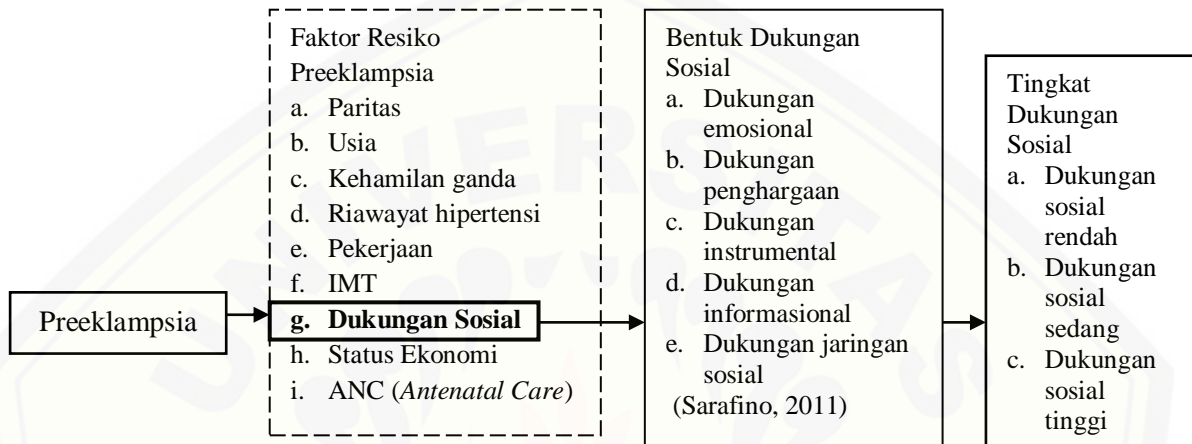 Preeklampsia
Faktor Resiko
Preeklampsia
a. Paritas
b. Usia
c. Kehamilan ganda
d. Riawayat hipertensi
e. Pekerjaan
f. IMT
g. Dukungan Sosial
h. Status Ekonomi
i. ANC (Antenatal Care)
Bentuk Dukungan
Sosial
a. Dukungan
emosional
b. Dukungan
penghargaan
c. Dukungan
instrumental
d. Dukungan
informasional
e. Dukungan jaringan
sosial
(Sarafino, 2011)
Tingkat
Dukungan
Sosial
a. Dukungan
sosial
rendah
b. Dukungan
sosial
sedang
c. Dukungan
sosial
tinggi
UNIVERSITAS